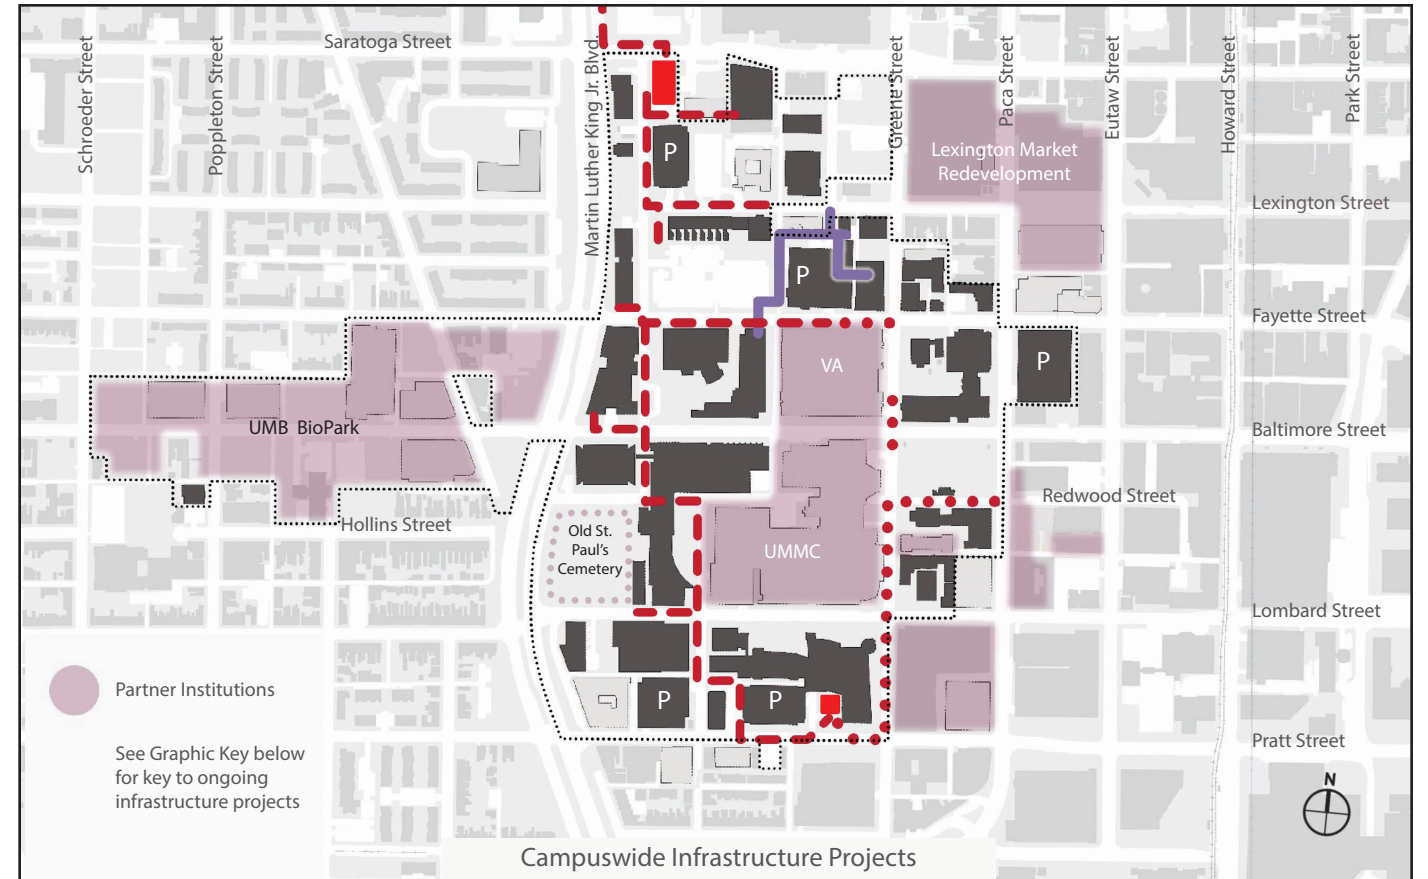 Saratoga Street
Schroeder Street
Poppleton Street
Martin Luther King Jr. Blvd.
Greene Street
Paca Street
Eutaw Street
Howard Street
Park Street
P
Lexington Market
Redevelopment
Lexington Street
P
Fayette Street
VA
P
UMB BioPark
Baltimore Street
Redwood Street
Hollins Street
Old St.
Paul's
Cemetery
UMMC
Lombard Street
Partner Institutions
P
P
Pratt Street
See Graphic Key below
for key to ongoing
infrastructure projects
N
Campuswide Infrastructure Projects